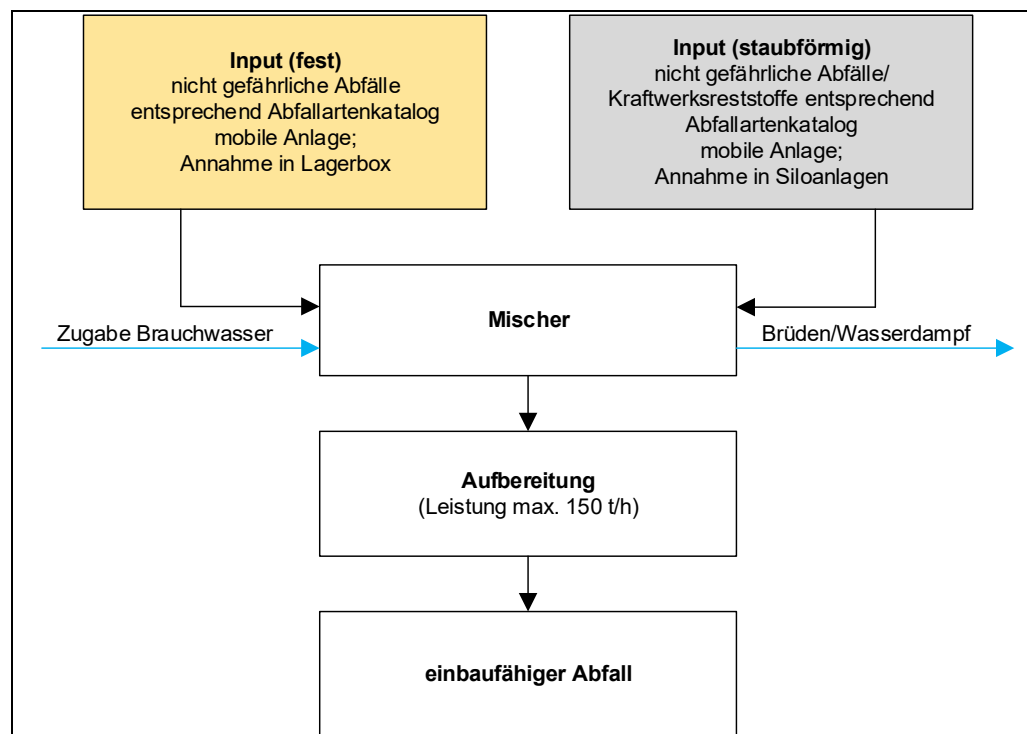 Input (fest)
nicht gefährliche Abfälle
entsprechend Abfallartenkatalog
mobile Anlage;
Annahme in Lagerbox
Input (staubförmig)
nicht gefährliche Abfälle/
Kraftwerksreststoffe entsprechend
Abfallartenkatalog
mobile Anlage;
Annahme in Siloanlagen
Mischer
Zugabe Brauchwasser
Brüden/Wasserdampf
Aufbereitung
(Leistung max. 150 t/h)
einbaufähiger Abfall